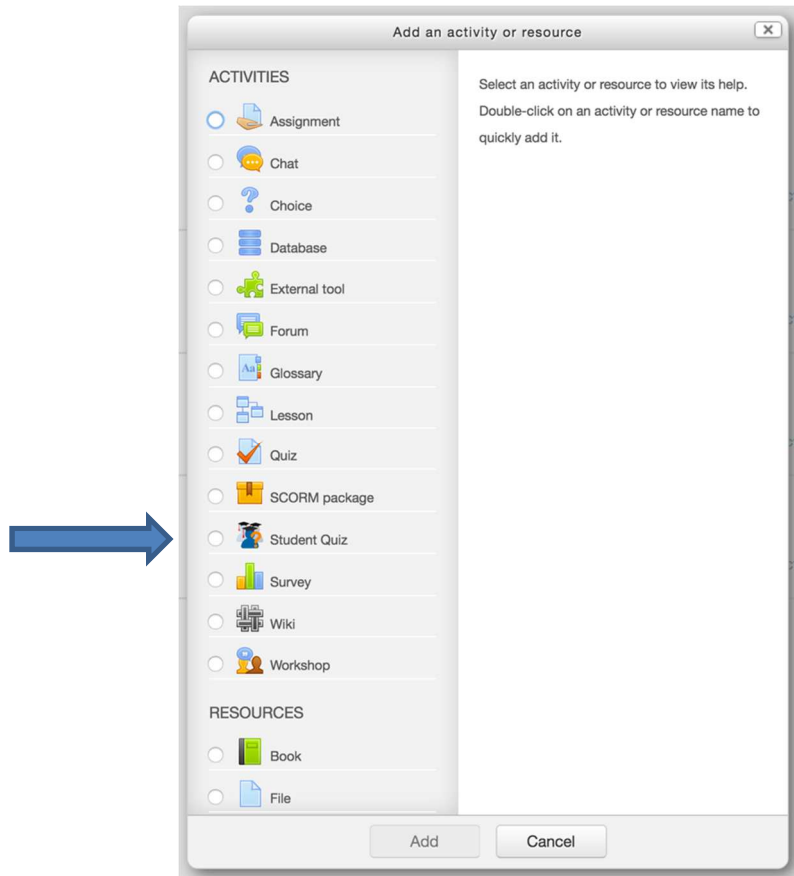 Add an activity or resource
ACTIVITIES
Assignment
Chat
Choice
Database
External tool
Forum
Aa
Glossary
Lesson
Quiz
SCORM package
Student Quiz
Survey
Wiki
Workshop
RESOURCES
Book
File
Select an activity or resource to view its help.
Double-click on an activity or resource name to
quickly add it.
Add
Cancel